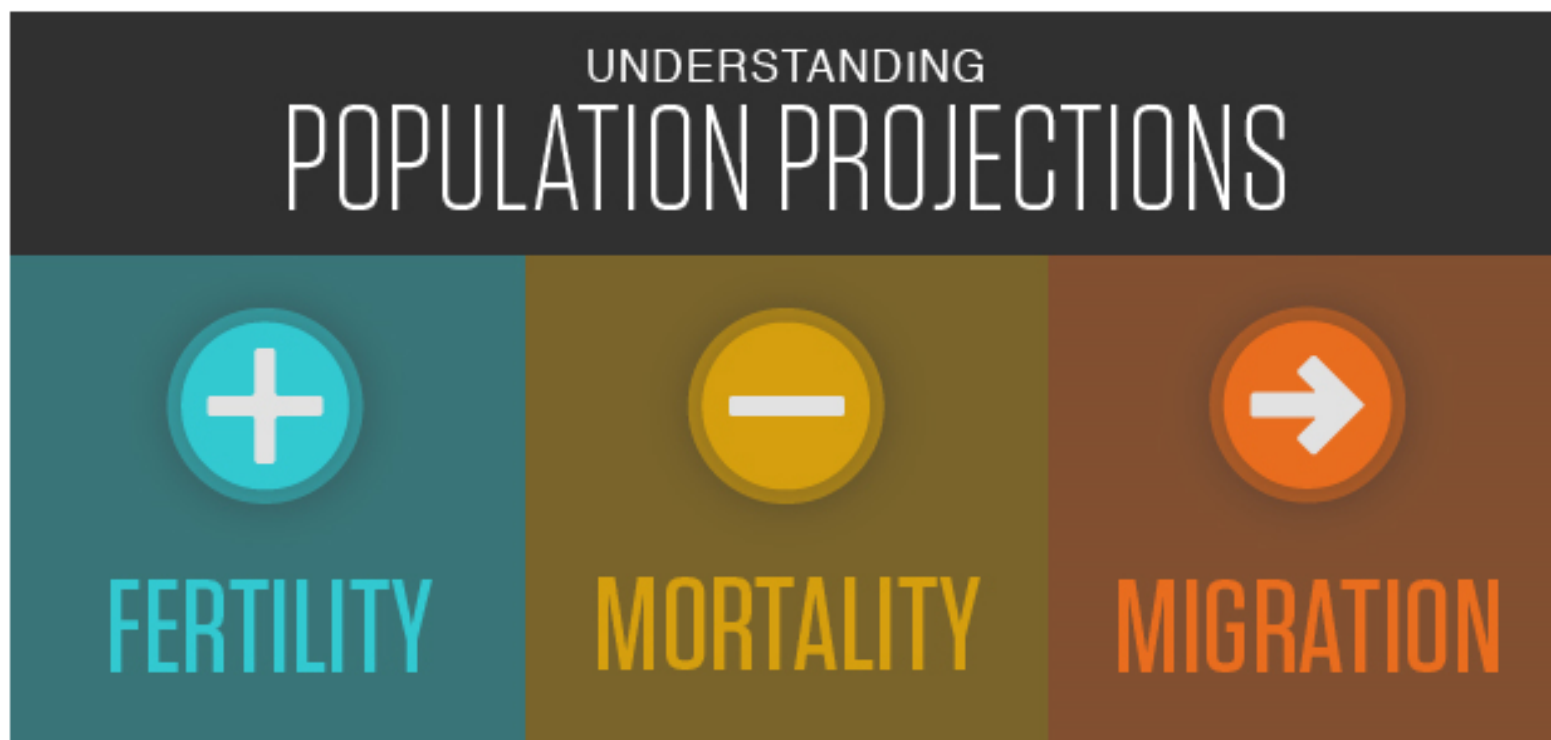 UNDERSTANDING
POPULATION PROJECTIONS
FERTILITY
MORTALITY
MIGRATION